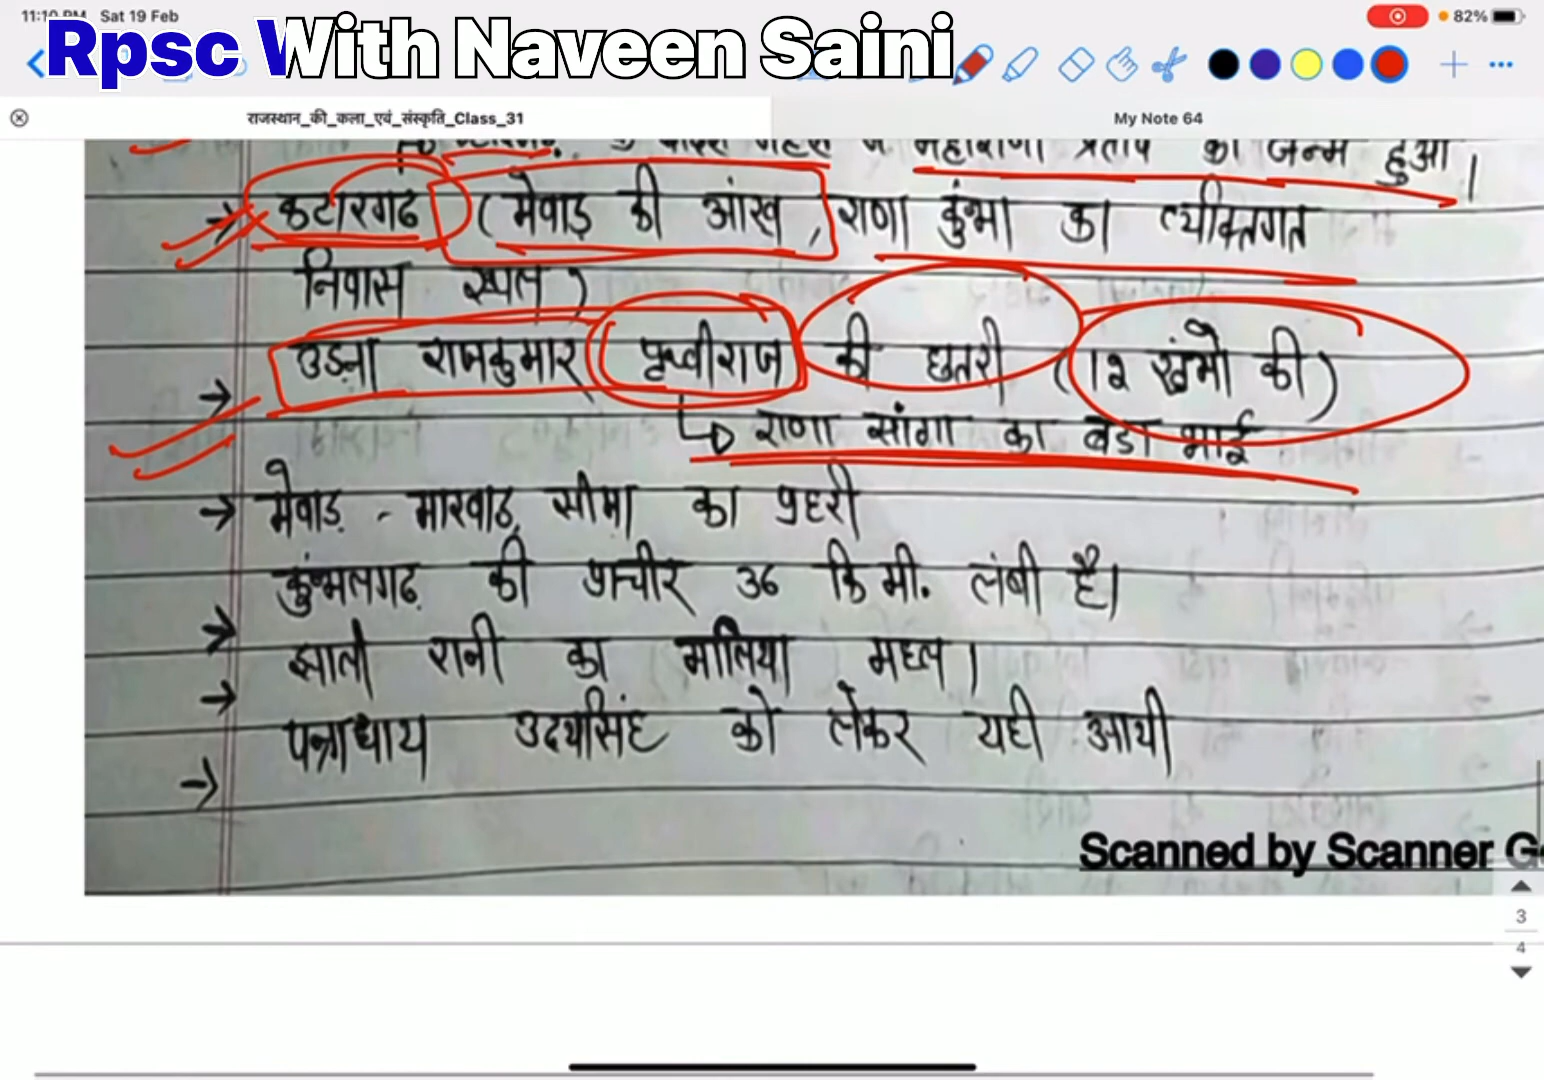 11:10 PM Sat 19 Feb
82%
Rpsc With Naveen Saini
राजस्थान_की_कला_एवं_संस्कृति_Class_31
My Note 64
महाराणा प्रताप का जन्म हुआ।
→ कटारगढ (मेवाड़ की आंख, राणा कुंभा का व्यक्तिगत
निवास स्थल)
→ उड़ना राजकुमार पृथ्वीराज की छतरी (12 खंभो की)
↳ राणा सांगा का बडा भाई
→ मेवाड़ - मारवाड़ सीमा का प्रहरी
→ कुंभलगढ़ की प्राचीर 36 कि मी. लंबी है।
→ झाली रानी का मालिया महल।
→ पन्नाधाय उदयसिंह को लेकर यही आयी
Scanned by Scanner G
3
4